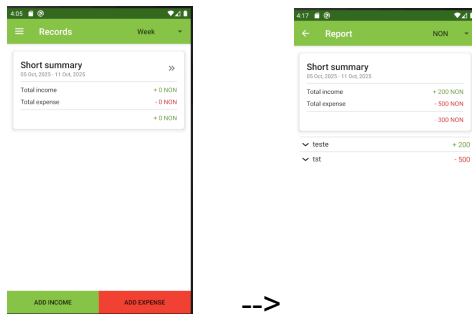 4:05
Records
Week
Short summary
05 Oct, 2025 - 11 Oct, 2025
Total income + 0 NON
Total expense - 0 NON
+ 0 NON
ADD INCOME
ADD EXPENSE
-->
4:17
Report
NON
Short summary
05 Oct, 2025 - 11 Oct, 2025
Total income + 200 NON
Total expense - 500 NON
- 300 NON
teste + 200
tst - 500